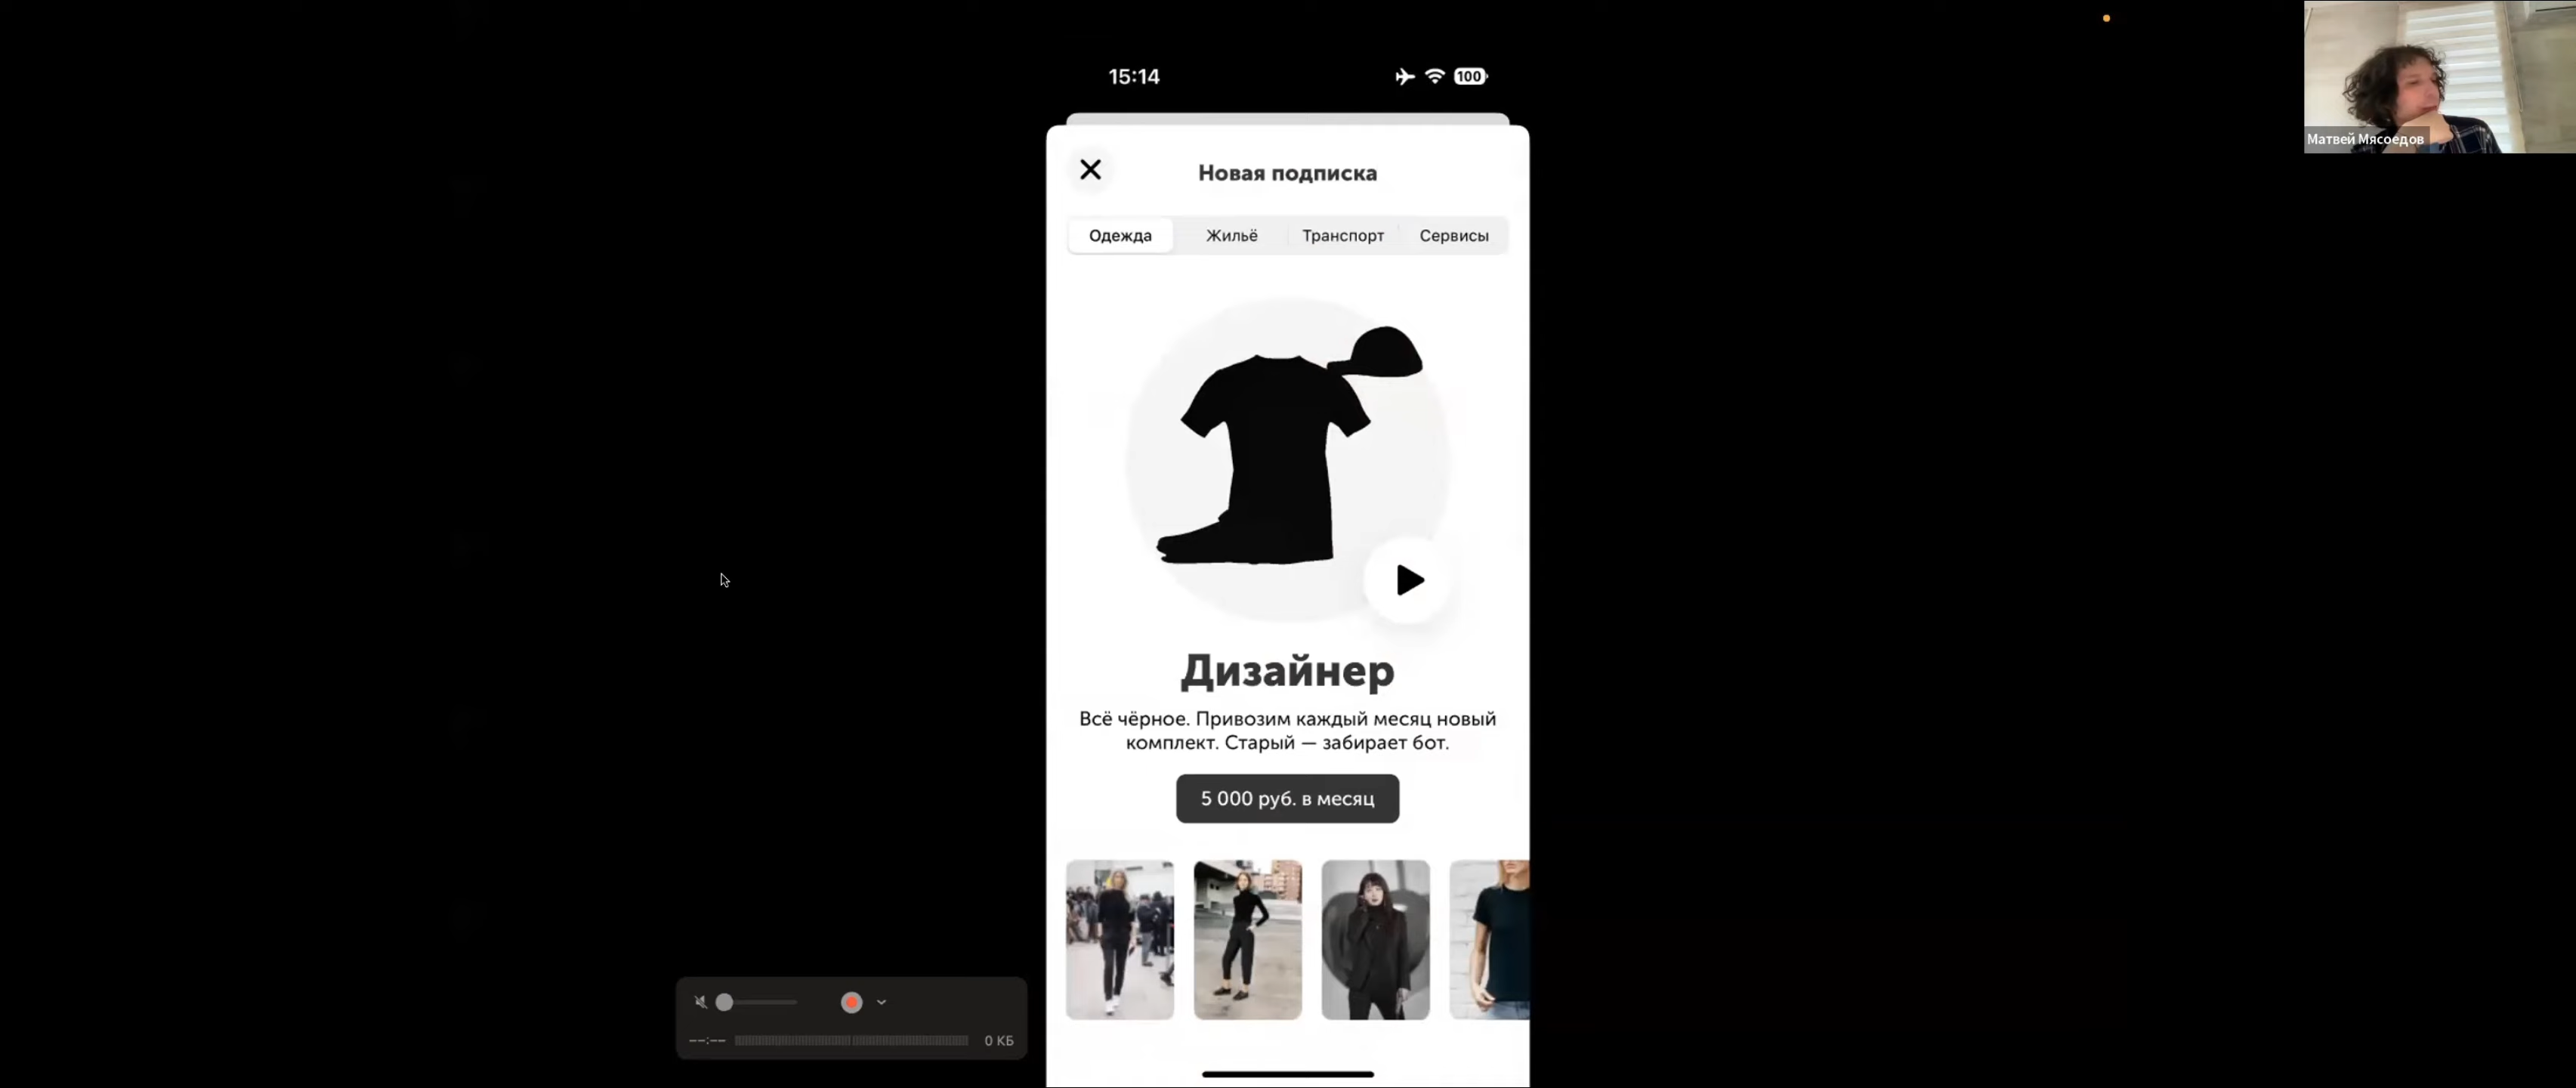 15:14
100
Матвей Мясоедов
Новая подписка
Одежда
Жильё
Транспорт
Сервисы
Дизайнер
Всё чёрное. Привозим каждый месяц новый
комплект. Старый — забирает бот.
5 000 руб. в месяц
--:--
0 КБ